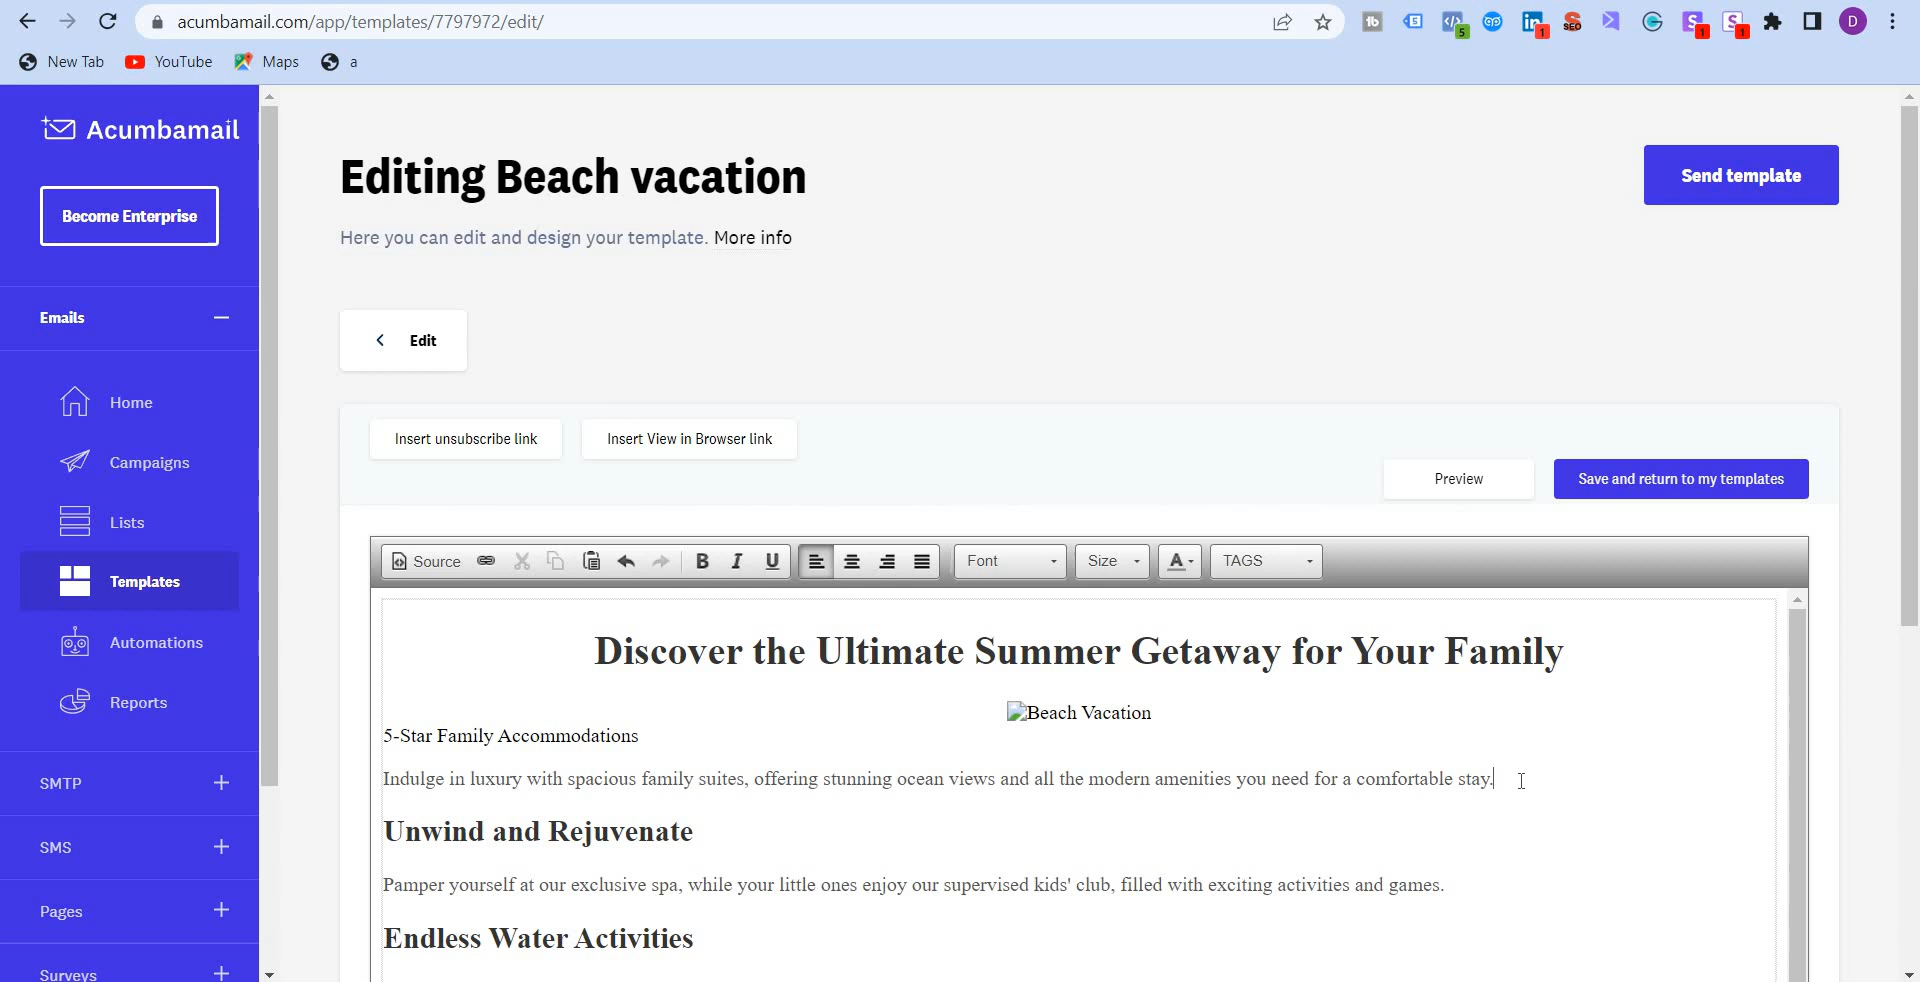 acumbamail.com/app/templates/7797972/edit/
5
1
SEO
1
1
D
New Tab
YouTube
Maps
a
Acumbamail
Become Enterprise
Emails
Home
Campaigns
Lists
Templates
Automations
Reports
SMTP
SMS
Pages
Surveys
Editing Beach vacation
Send template
Here you can edit and design your template. More info
Edit
Insert unsubscribe link
Insert View in Browser link
Preview
Save and return to my templates
Source
B I U
Font
Size
A
TAGS
Discover the Ultimate Summer Getaway for Your Family
Beach Vacation
5-Star Family Accommodations
Indulge in luxury with spacious family suites, offering stunning ocean views and all the modern amenities you need for a comfortable stay.
Unwind and Rejuvenate
Pamper yourself at our exclusive spa, while your little ones enjoy our supervised kids' club, filled with exciting activities and games.
Endless Water Activities